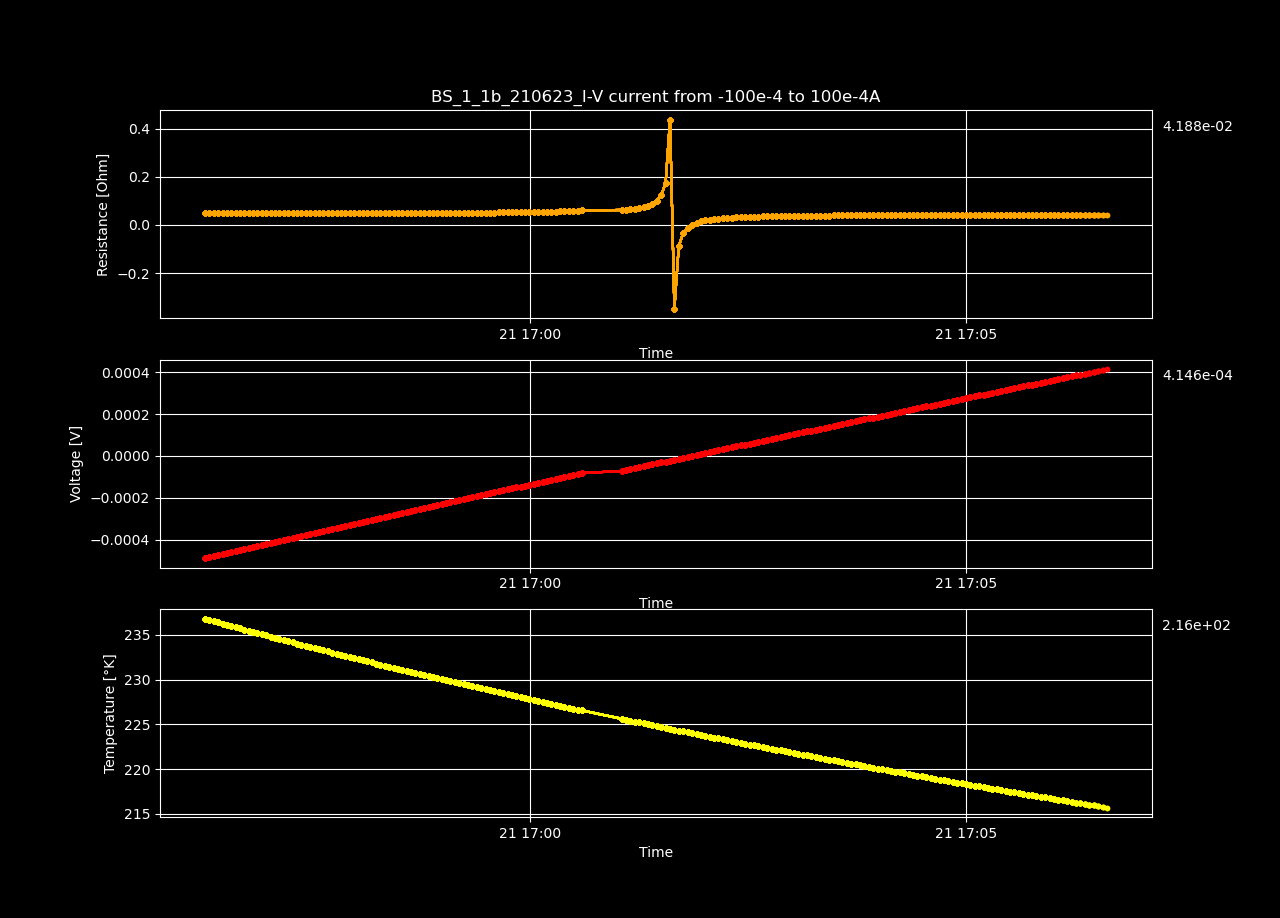 BS_1_1b_210623_I-V current from -100e-4 to 100e-4A
4.188e-02
0.4
0.2
0.0
−0.2
Resistance [Ohm]
21 17:00 21 17:05
Time
4.146e-04
0.0004
0.0002
0.0000
−0.0002
−0.0004
Voltage [V]
21 17:00 21 17:05
Time
2.16e+02
235
230
225
220
215
Temperature [°K]
21 17:00 21 17:05
Time